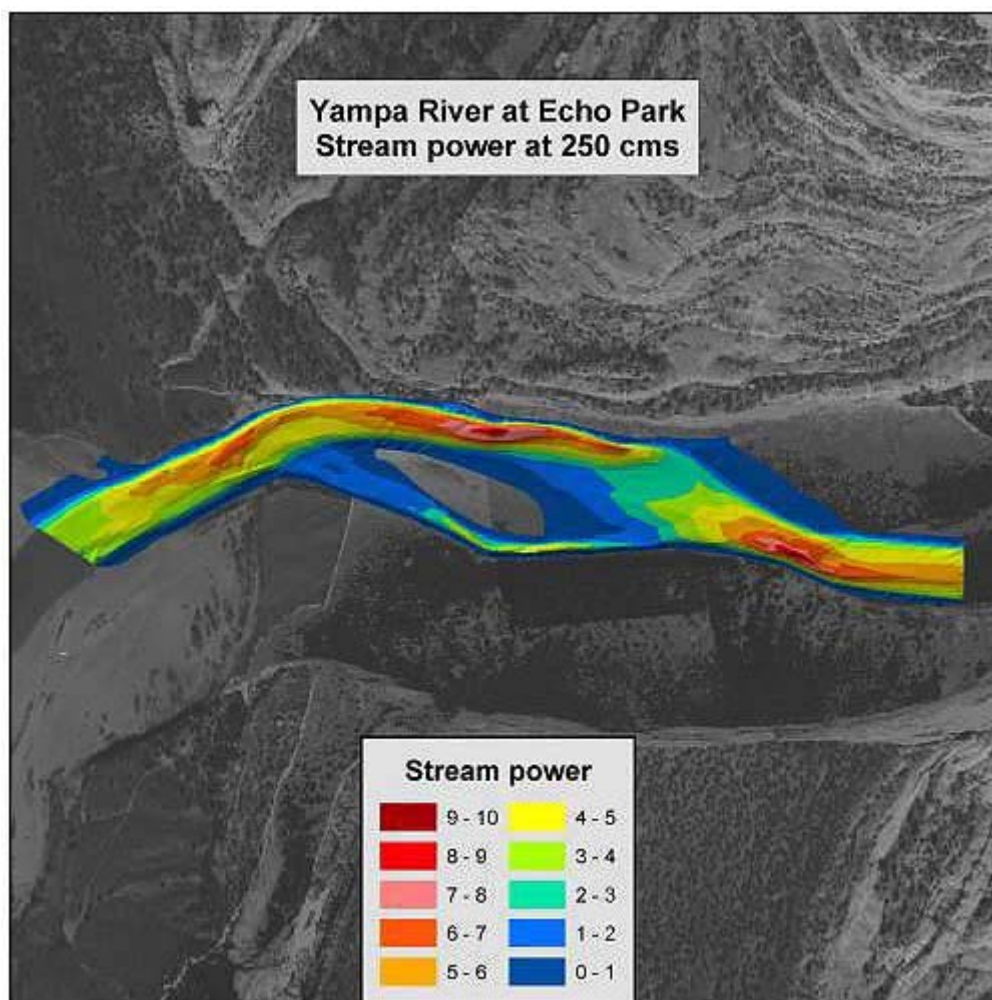 Yampa River at Echo Park
Stream power at 250 cms
Stream power
9 - 10
4 - 5
8 - 9
3 - 4
7 - 8
2 - 3
6 - 7
1 - 2
5 - 6
0 - 1